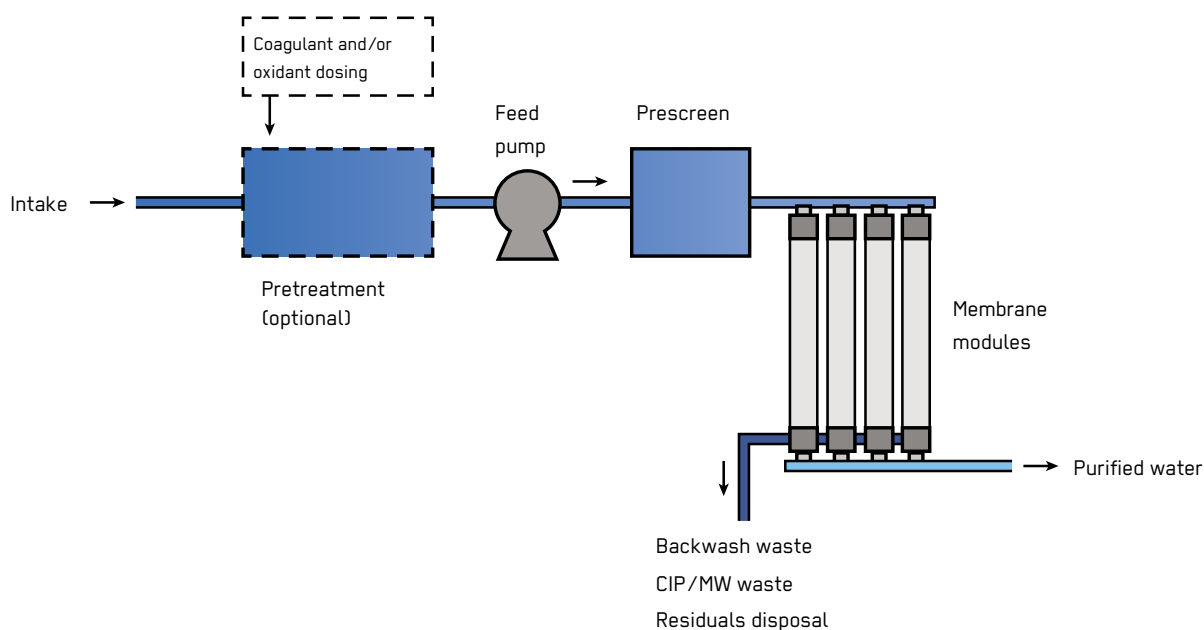 Coagulant and/or
oxidant dosing
Feed
pump
Prescreen
Intake
Pretreatment
(optional)
Membrane
modules
Purified water
Backwash waste
CIP/MW waste
Residuals disposal